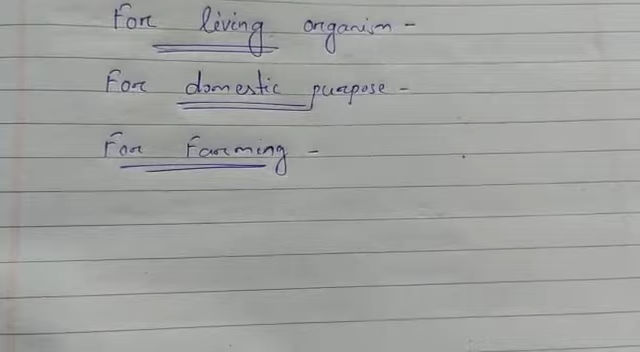 For living organism -
For domestic purpose -
For Farming -